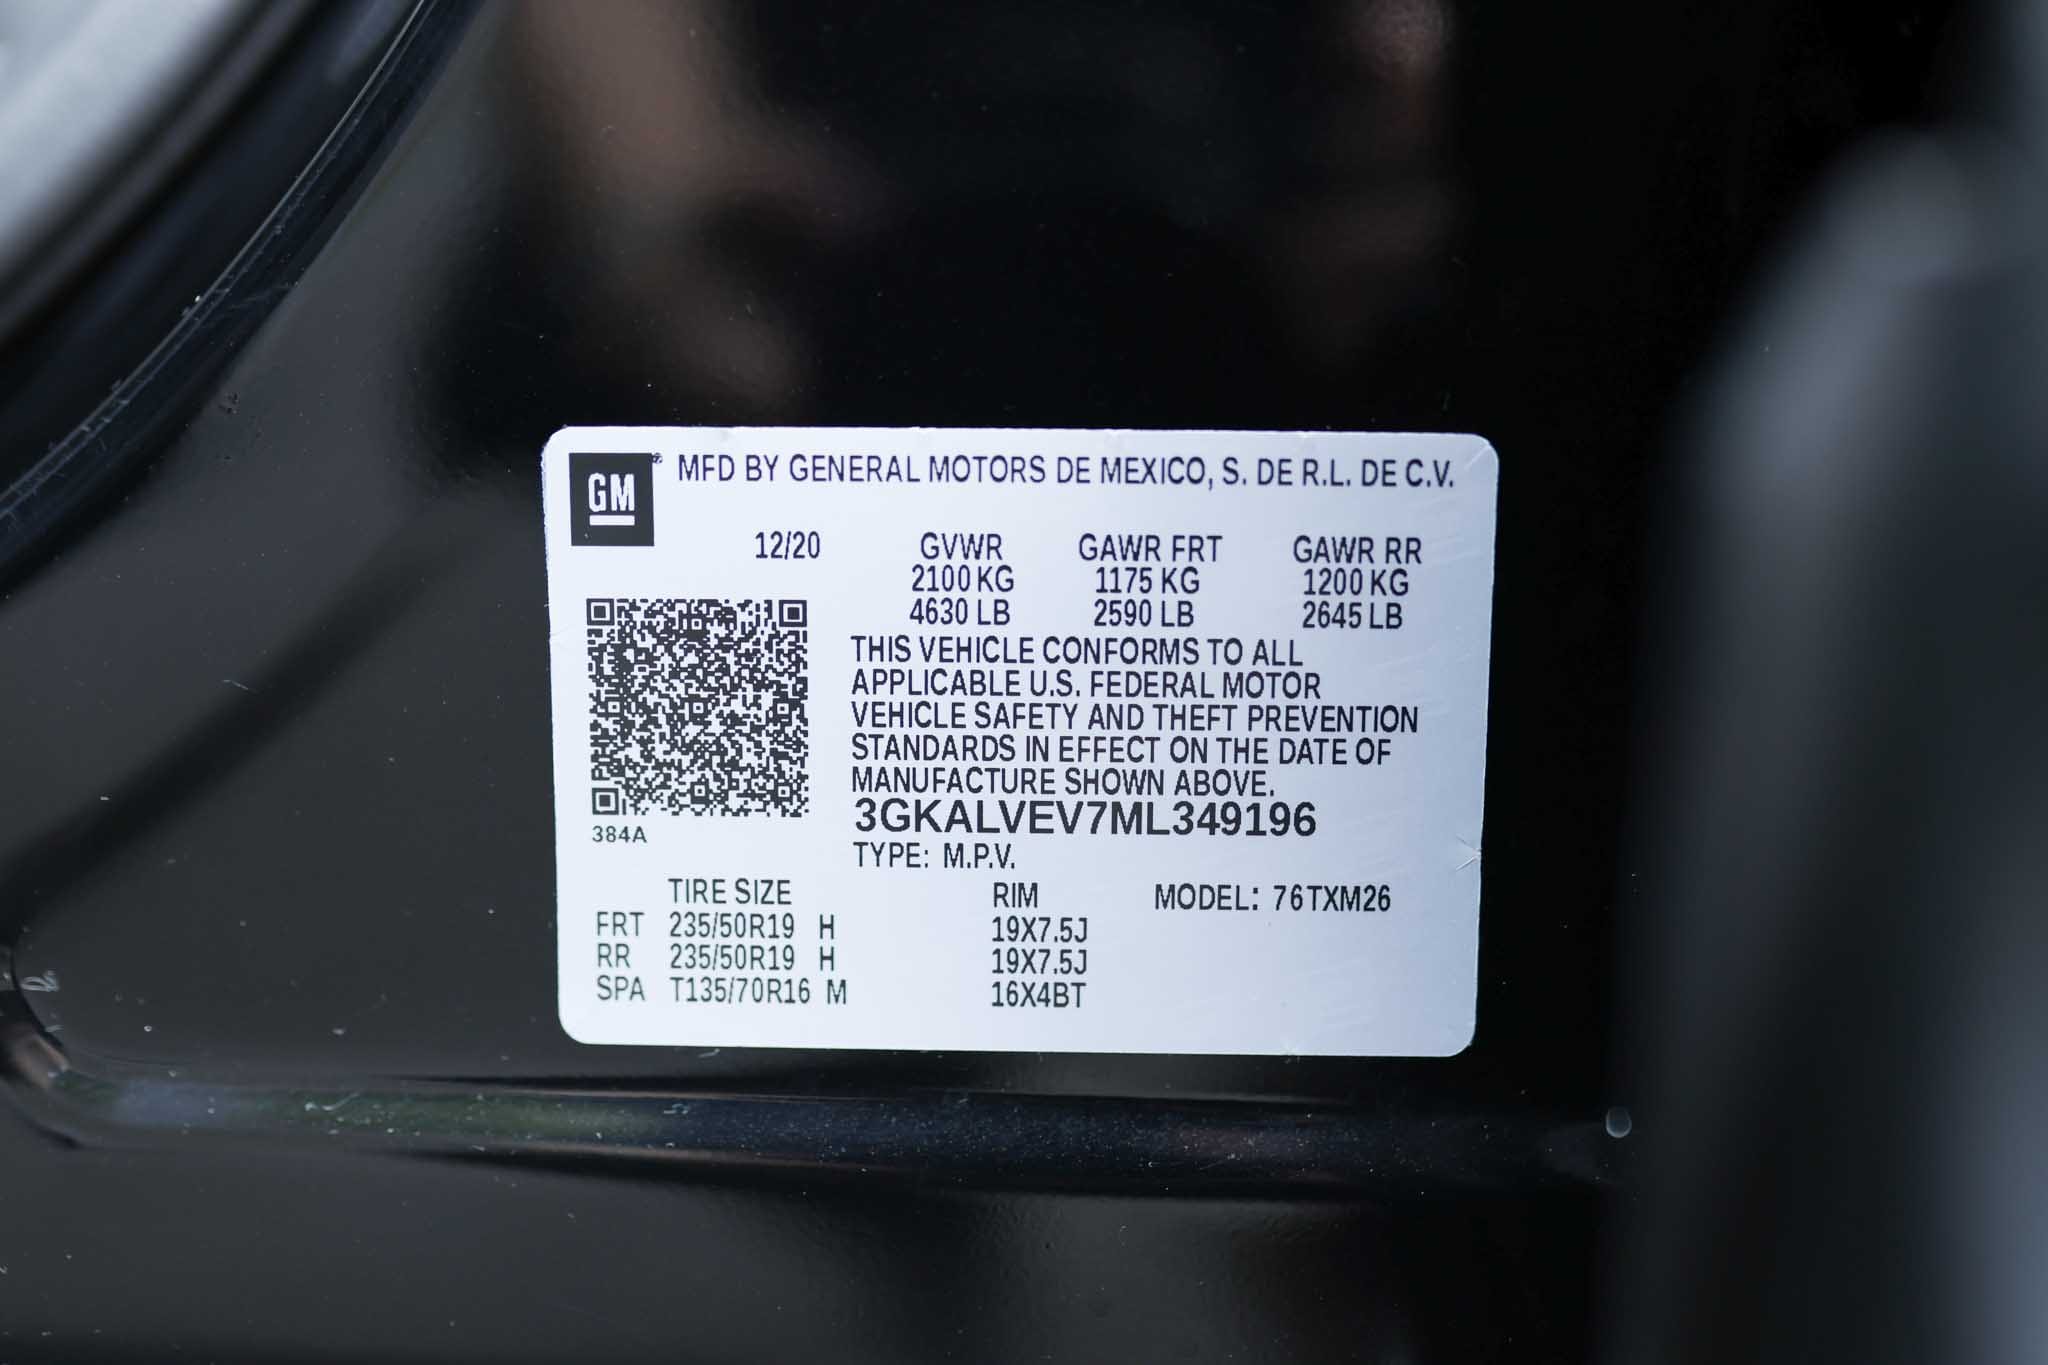 GM® MFD BY GENERAL MOTORS DE MEXICO, S. DE R.L. DE C.V.
12/20 GVWR GAWR FRT GAWR RR
2100 KG 1175 KG 1200 KG
4630 LB 2590 LB 2645 LB
THIS VEHICLE CONFORMS TO ALL
APPLICABLE U.S. FEDERAL MOTOR
VEHICLE SAFETY AND THEFT PREVENTION
STANDARDS IN EFFECT ON THE DATE OF
MANUFACTURE SHOWN ABOVE.
3GKALVEV7ML349196
384A
TYPE: M.P.V.
TIRE SIZE RIM MODEL: 76TXM26
FRT 235/50R19 H 19X7.5J
RR 235/50R19 H 19X7.5J
SPA T135/70R16 M 16X4BT